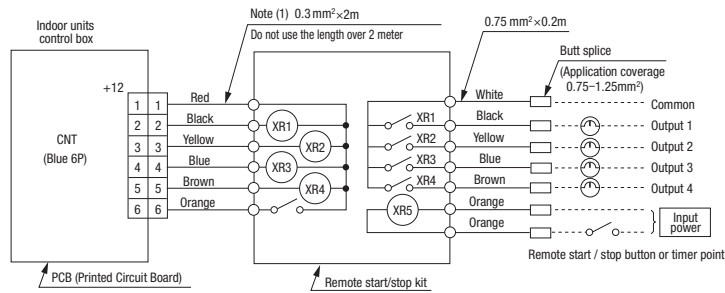 Note (1) 0.3 mm²×2m
0.75 mm²×0.2m
Indoor units
control box
Do not use the length over 2 meter
Butt splice
(Application coverage
0.75–1.25mm²)
+12
CNT
(Blue 6P)
1 1 Red
2 2 Black
3 3 Yellow
4 4 Blue
5 5 Brown
6 6 Orange
XR1
XR2
XR3
XR4
White Common
XR1 Black Output 1
XR2 Yellow Output 2
XR3 Blue Output 3
XR4 Brown Output 4
XR5 Orange
Orange
Input
power
Remote start / stop button or timer point
PCB (Printed Circuit Board)
Remote start/stop kit